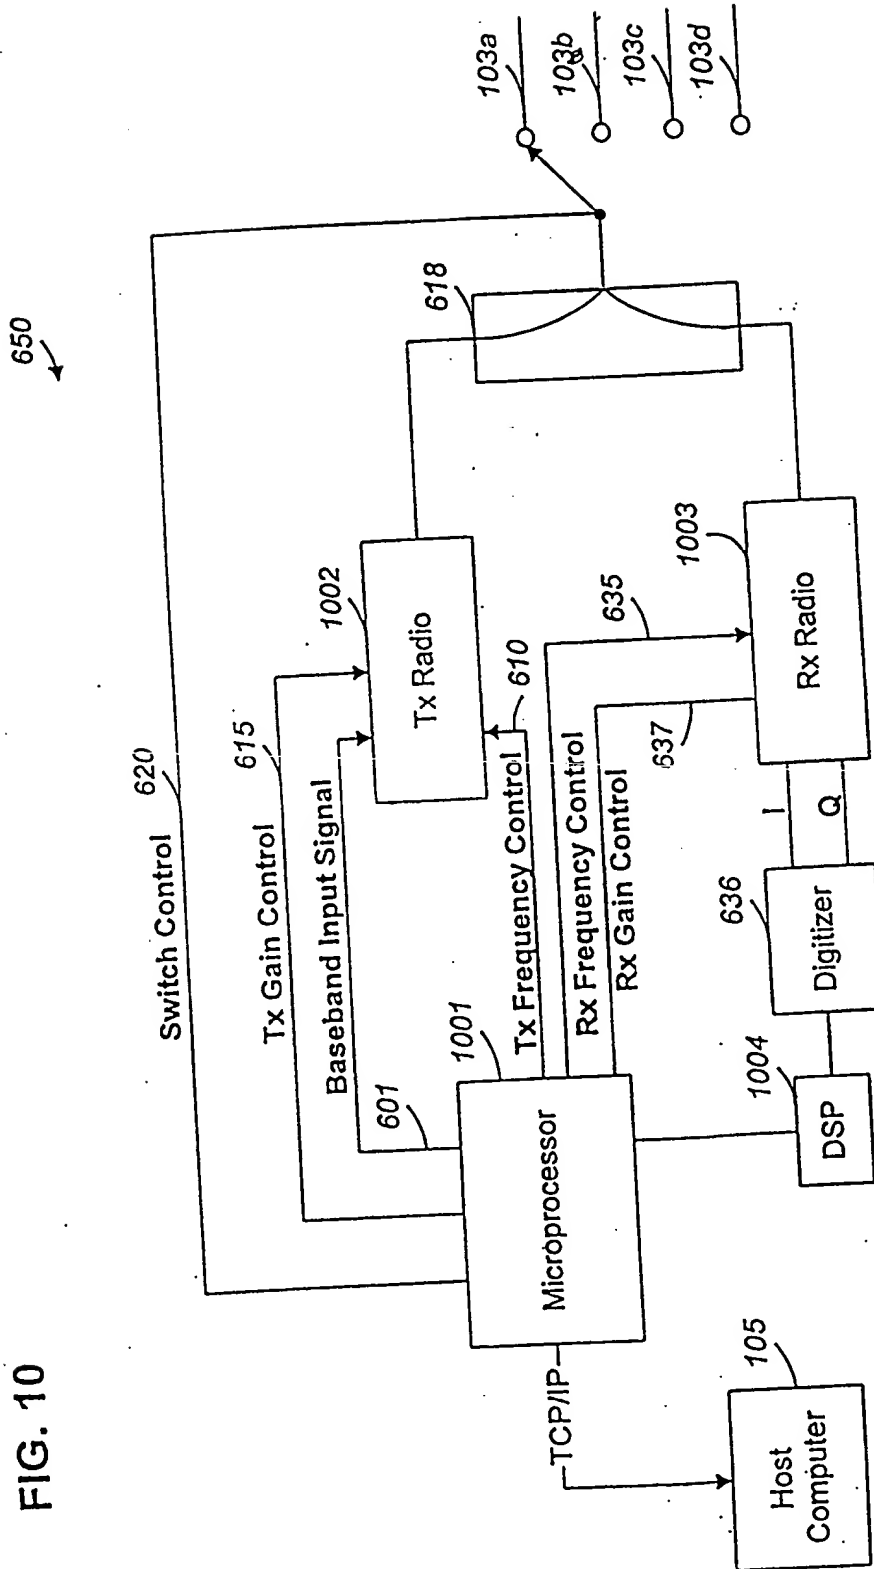 FIG. 10
650
Switch Control
620
Tx Gain Control
615
Baseband Input Signal
601
1001
Microprocessor
Tx Frequency Control
610
Rx Frequency Control
635
Rx Gain Control
637
1002
Tx Radio
618
103a
103b
103c
103d
1003
Rx Radio
I
Q
636
Digitizer
1004
DSP
TCP/IP
105
Host
Computer